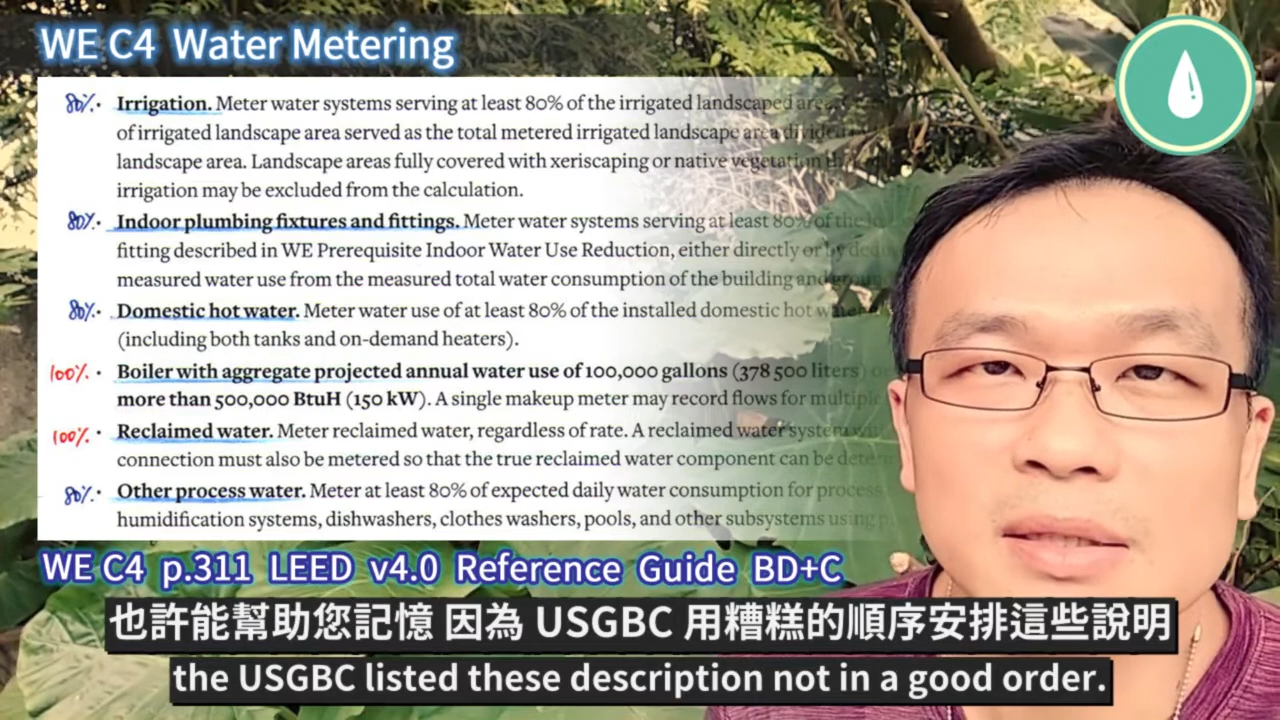 WE C4 Water Metering
80%. • Irrigation. Meter water systems serving at least 80% of the irrigated landscaped area.
of irrigated landscape area served as the total metered irrigated landscape area divided
landscape area. Landscape areas fully covered with xeriscaping or native vegetation
irrigation may be excluded from the calculation.
80%. • Indoor plumbing fixtures and fittings. Meter water systems serving at least 80% of the
fitting described in WE Prerequisite Indoor Water Use Reduction, either directly or by
measured water use from the measured total water consumption of the building and
80%. • Domestic hot water. Meter water use of at least 80% of the installed domestic hot water
(including both tanks and on-demand heaters).
100%. • Boiler with aggregate projected annual water use of 100,000 gallons (378 500 liters)
more than 500,000 BtuH (150 kW). A single makeup meter may record flows for multiple
100%. • Reclaimed water. Meter reclaimed water, regardless of rate. A reclaimed water system
connection must also be metered so that the true reclaimed water component can be
80%. • Other process water. Meter at least 80% of expected daily water consumption for process
humidification systems, dishwashers, clothes washers, pools, and other subsystems using
WE C4 p.311 LEED v4.0 Reference Guide BD+C
也許能幫助您記憶 因為 USGBC 用糟糕的順序安排這些說明
the USGBC listed these description not in a good order.